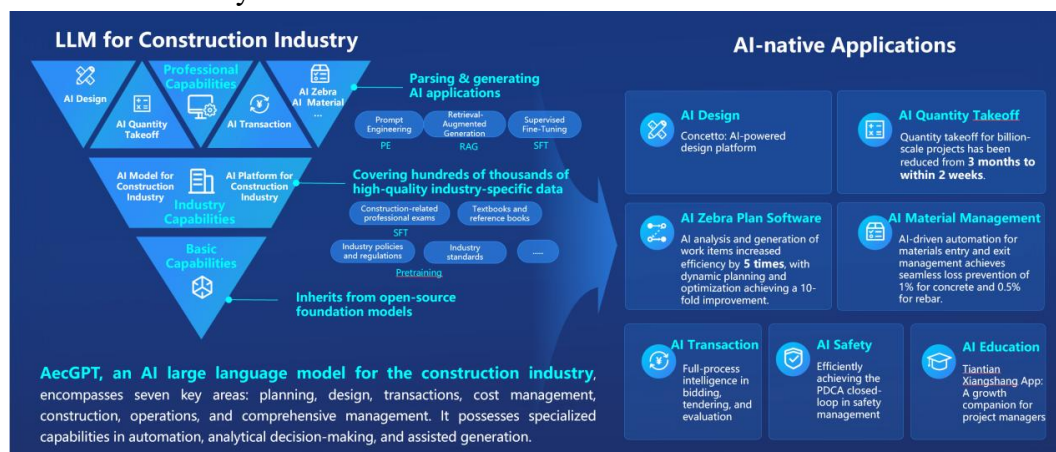 LLM for Construction Industry
Professional
Capabilities
AI Design
AI Quantity
Takeoff
AI Transaction
AI Zebra
AI Material
...
Parsing & generating
AI applications
Prompt
Engineering
PE
Retrieval-
Augmented
Generation
RAG
Supervised
Fine-Tuning
SFT
AI Model for
Construction
Industry
AI Platform for
Construction
Industry
Industry
Capabilities
Covering hundreds of thousands of
high-quality industry-specific data
Construction-related
professional exams
SFT
Textbooks and
reference books
Industry policies
and regulations
Industry
standards
.....
Pretraining
Basic
Capabilities
Inherits from open-source
foundation models
AecGPT, an AI large language model for the construction industry,
encompasses seven key areas: planning, design, transactions, cost management,
construction, operations, and comprehensive management. It possesses specialized
capabilities in automation, analytical decision-making, and assisted generation.
AI-native Applications
AI Design
Concetto: AI-powered
design platform
AI Quantity Takeoff
Quantity takeoff for billion-
scale projects has been
reduced from 3 months to
within 2 weeks.
AI Zebra Plan Software
AI analysis and generation of
work items increased
efficiency by 5 times, with
dynamic planning and
optimization achieving a 10-
fold improvement.
AI Material Management
AI-driven automation for
materials entry and exit
management achieves
seamless loss prevention of
1% for concrete and 0.5%
for rebar.
AI Transaction
Full-process
intelligence in
bidding,
tendering, and
evaluation
AI Safety
Efficiently
achieving the
PDCA closed-
loop in safety
management
AI Education
Tiantian
Xiangshang App:
A growth
companion for
project managers